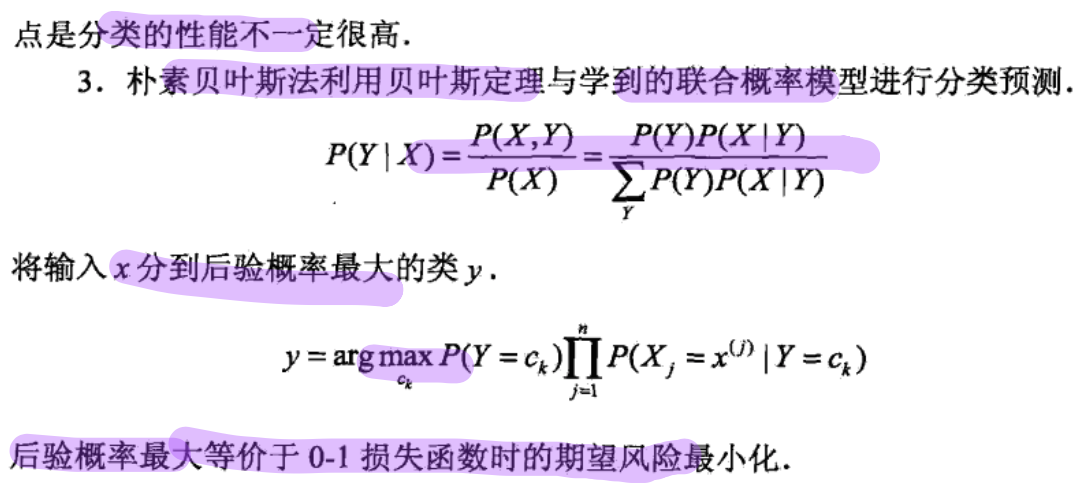 点是分类的性能不一定很高．
3．朴素贝叶斯法利用贝叶斯定理与学到的联合概率模型进行分类预测．
P(Y | X) = P(X,Y) / P(X) = P(Y)P(X | Y) / ∑_Y P(Y)P(X | Y)
将输入 x 分到后验概率最大的类 y．
y = arg max_{c_k} P(Y = c_k) ∏_{j=1}^{n} P(X_j = x^{(j)} | Y = c_k)
后验概率最大等价于 0-1 损失函数时的期望风险最小化．